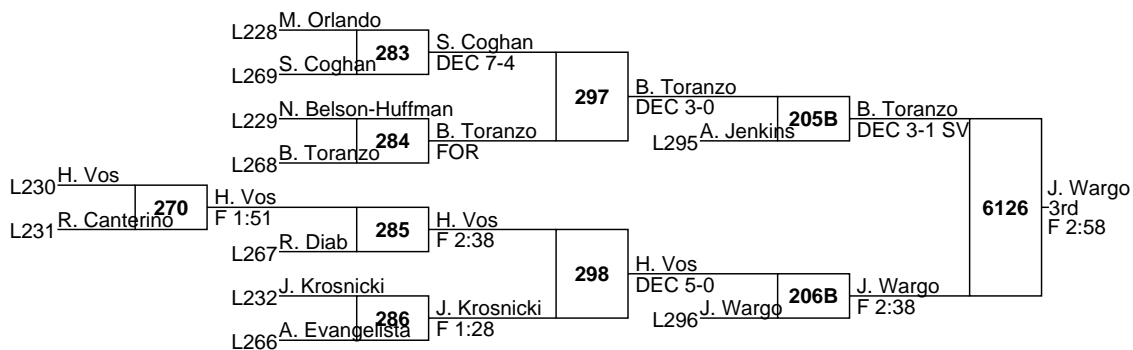 L228
M. Orlando
L269
S. Coghan
283
S. Coghan
DEC 7-4
L229
N. Belson-Huffman
L268
B. Toranzo
284
B. Toranzo
FOR
297
B. Toranzo
DEC 3-0
L295
A. Jenkins
205B
B. Toranzo
DEC 3-1 SV
L230
H. Vos
L231
R. Canterino
270
H. Vos
F 1:51
L267
R. Diab
285
H. Vos
F 2:38
L232
J. Krosnicki
L266
A. Evangelista
286
J. Krosnicki
F 1:28
298
H. Vos
DEC 5-0
L296
J. Wargo
206B
J. Wargo
F 2:38
6126
J. Wargo
3rd
F 2:58